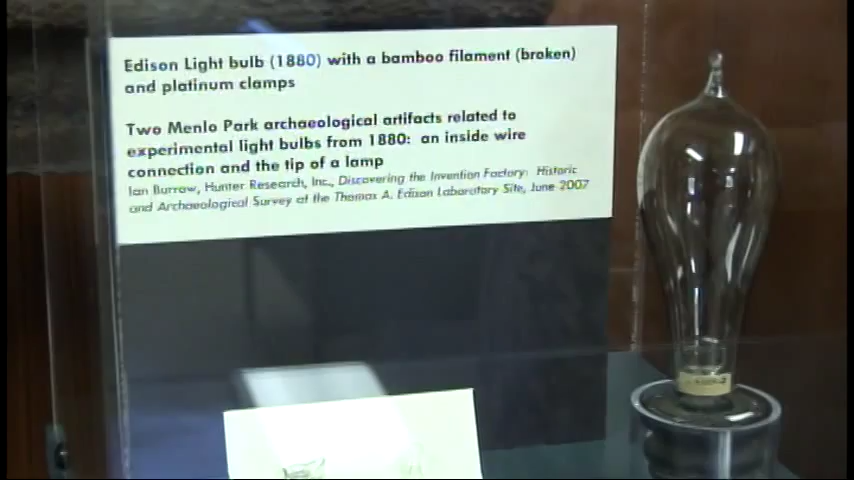 Edison Light bulb (1880) with a bamboo filament (broken)
and platinum clamps
Two Menlo Park archaeological artifacts related to
experimental light bulbs from 1880: an inside wire
connection and the tip of a lamp
Ian Burrow, Hunter Research, Inc., Discovering the Invention Factory: Historic
and Archaeological Survey at the Thomas A. Edison Laboratory Site, June 2007